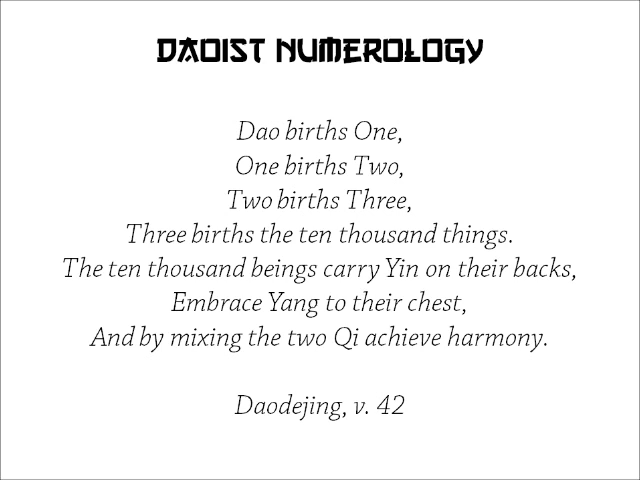 DAOIST NUMEROLOGY
Dao births One,
One births Two,
Two births Three,
Three births the ten thousand things.
The ten thousand beings carry Yin on their backs,
Embrace Yang to their chest,
And by mixing the two Qi achieve harmony.
Daodejing, v. 42